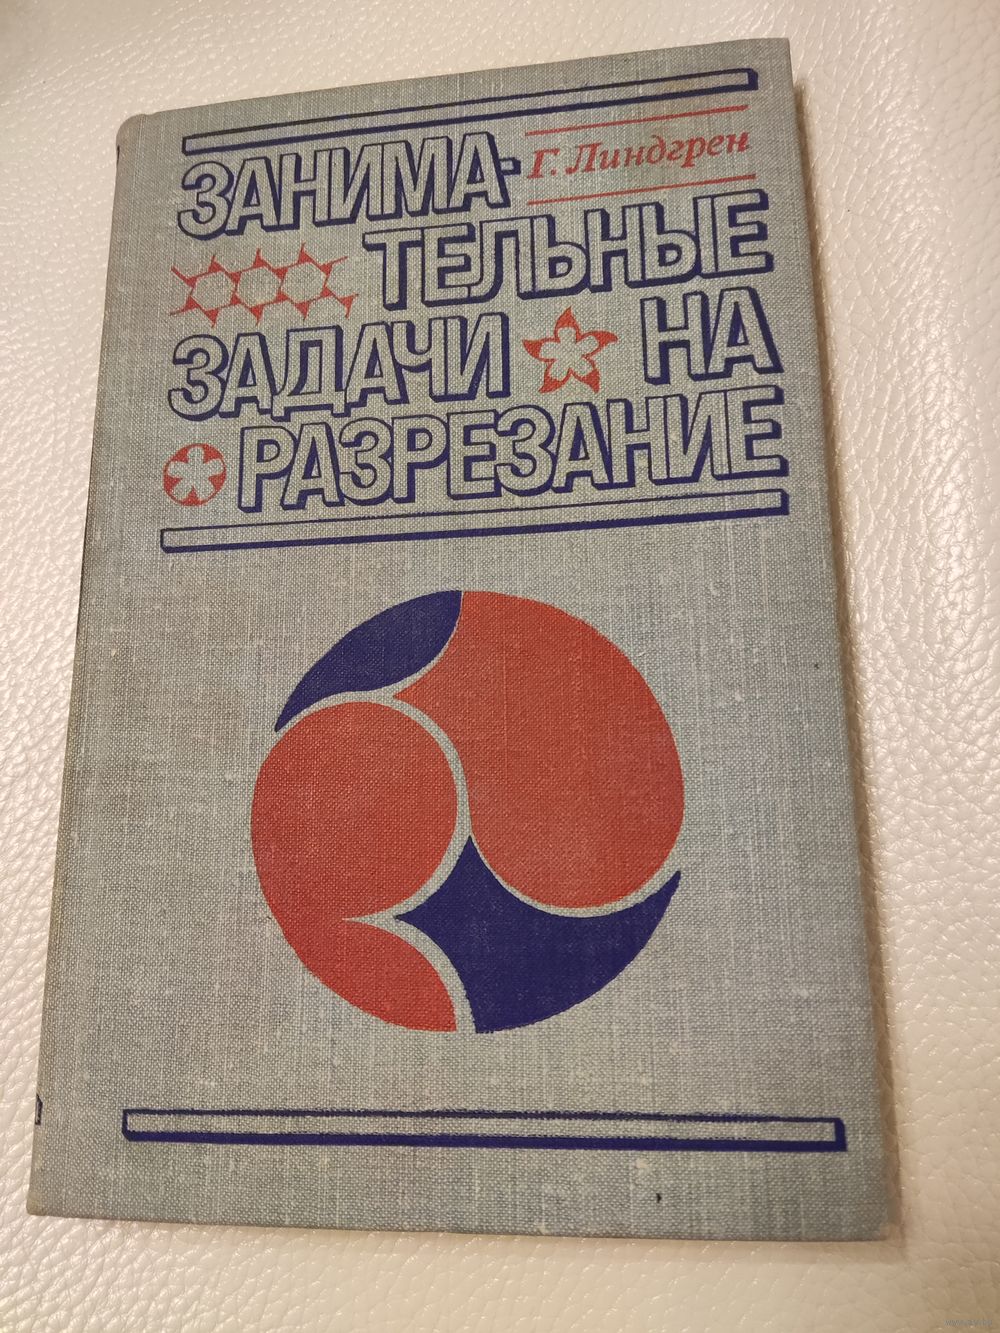 Г. Линдгрен
ЗАНИМА-
ТЕЛЬНЫЕ
ЗАДАЧИ НА
РАЗРЕЗАНИЕ